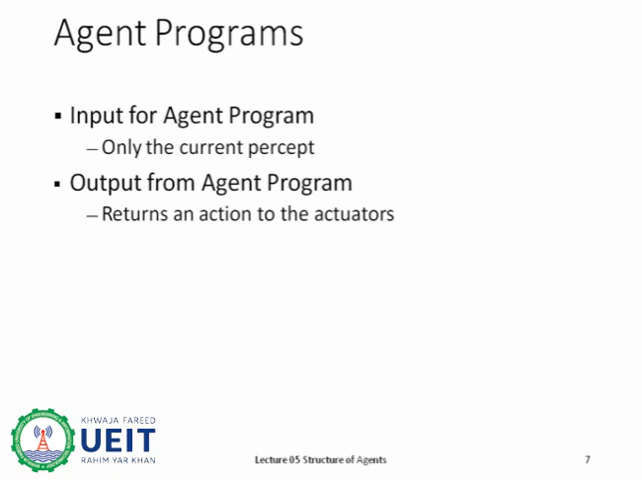 Agent Programs
▪ Input for Agent Program
– Only the current percept
▪ Output from Agent Program
– Returns an action to the actuators
KHWAJA FAREED
UEIT
RAHIM YAR KHAN
Lecture 05 Structure of Agents
7